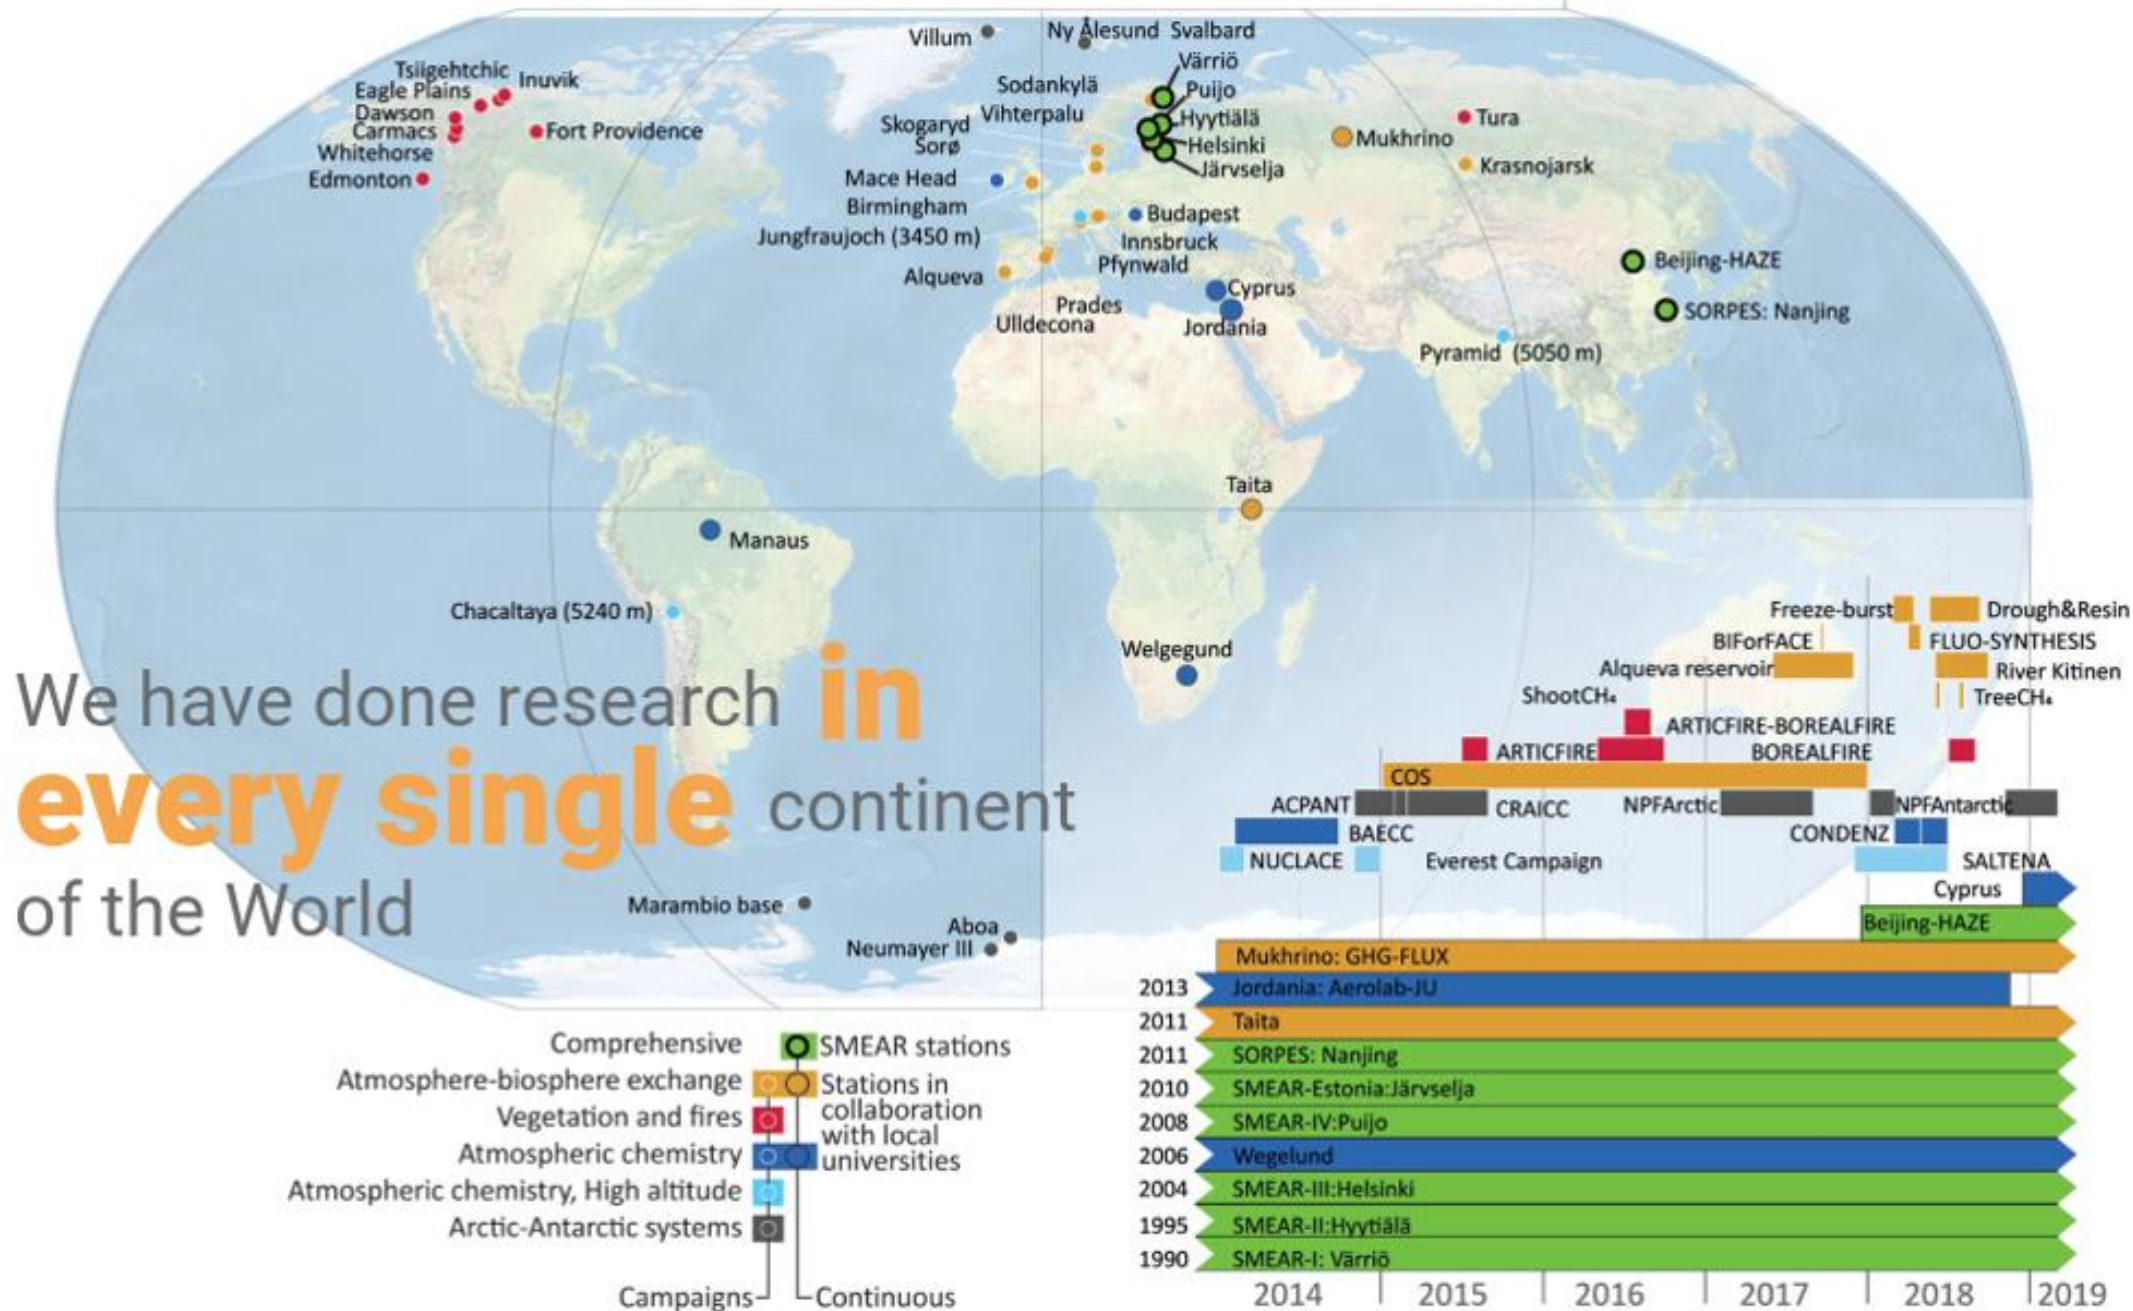 Villum
Ny Ålesund Svalbard
Värriö
Tsiigehtchic
Inuvik
Eagle Plains
Dawson
Carmacs
Whitehorse
Edmonton
Fort Providence
Sodankylä
Puijo
Vihterpalu
Skogaryd
Hyytiälä
Sorø
Helsinki
Järvselja
Mukhrino
Tura
Krasnojarsk
Mace Head
Birmingham
Budapest
Jungfraujoch (3450 m)
Innsbruck
Pfynwald
Alqueva
Cyprus
Prades
Ulldecona
Jordania
Beijing-HAZE
SORPES: Nanjing
Pyramid (5050 m)
Taita
Manaus
Chacaltaya (5240 m)
Welgegund
We have done research in
every single continent
of the World
Marambio base
Aboa
Neumayer III
Freeze-burst
Drough&Resin
BIForFACE
FLUO-SYNTHESIS
Alqueva reservoir
River Kitinen
ShootCH₄
TreeCH₄
ARTICFIRE-BOREALFIRE
ARTICFIRE
BOREALFIRE
COS
ACPANT
CRAICC
NPFArctic
NPFAntarctic
BAECC
CONDENZ
NUCLACE
Everest Campaign
SALTENA
Cyprus
Beijing-HAZE
Mukhrino: GHG-FLUX
2013 Jordania: Aerolab-JU
2011 Taita
2011 SORPES: Nanjing
2010 SMEAR-Estonia:Järvselja
2008 SMEAR-IV:Puijo
2006 Wegelund
2004 SMEAR-III:Helsinki
1995 SMEAR-II:Hyytiälä
1990 SMEAR-I: Värriö
2014 2015 2016 2017 2018 2019
Comprehensive
SMEAR stations
Atmosphere-biosphere exchange
Stations in
collaboration
with local
universities
Vegetation and fires
Atmospheric chemistry
Atmospheric chemistry, High altitude
Arctic-Antarctic systems
Campaigns
Continuous